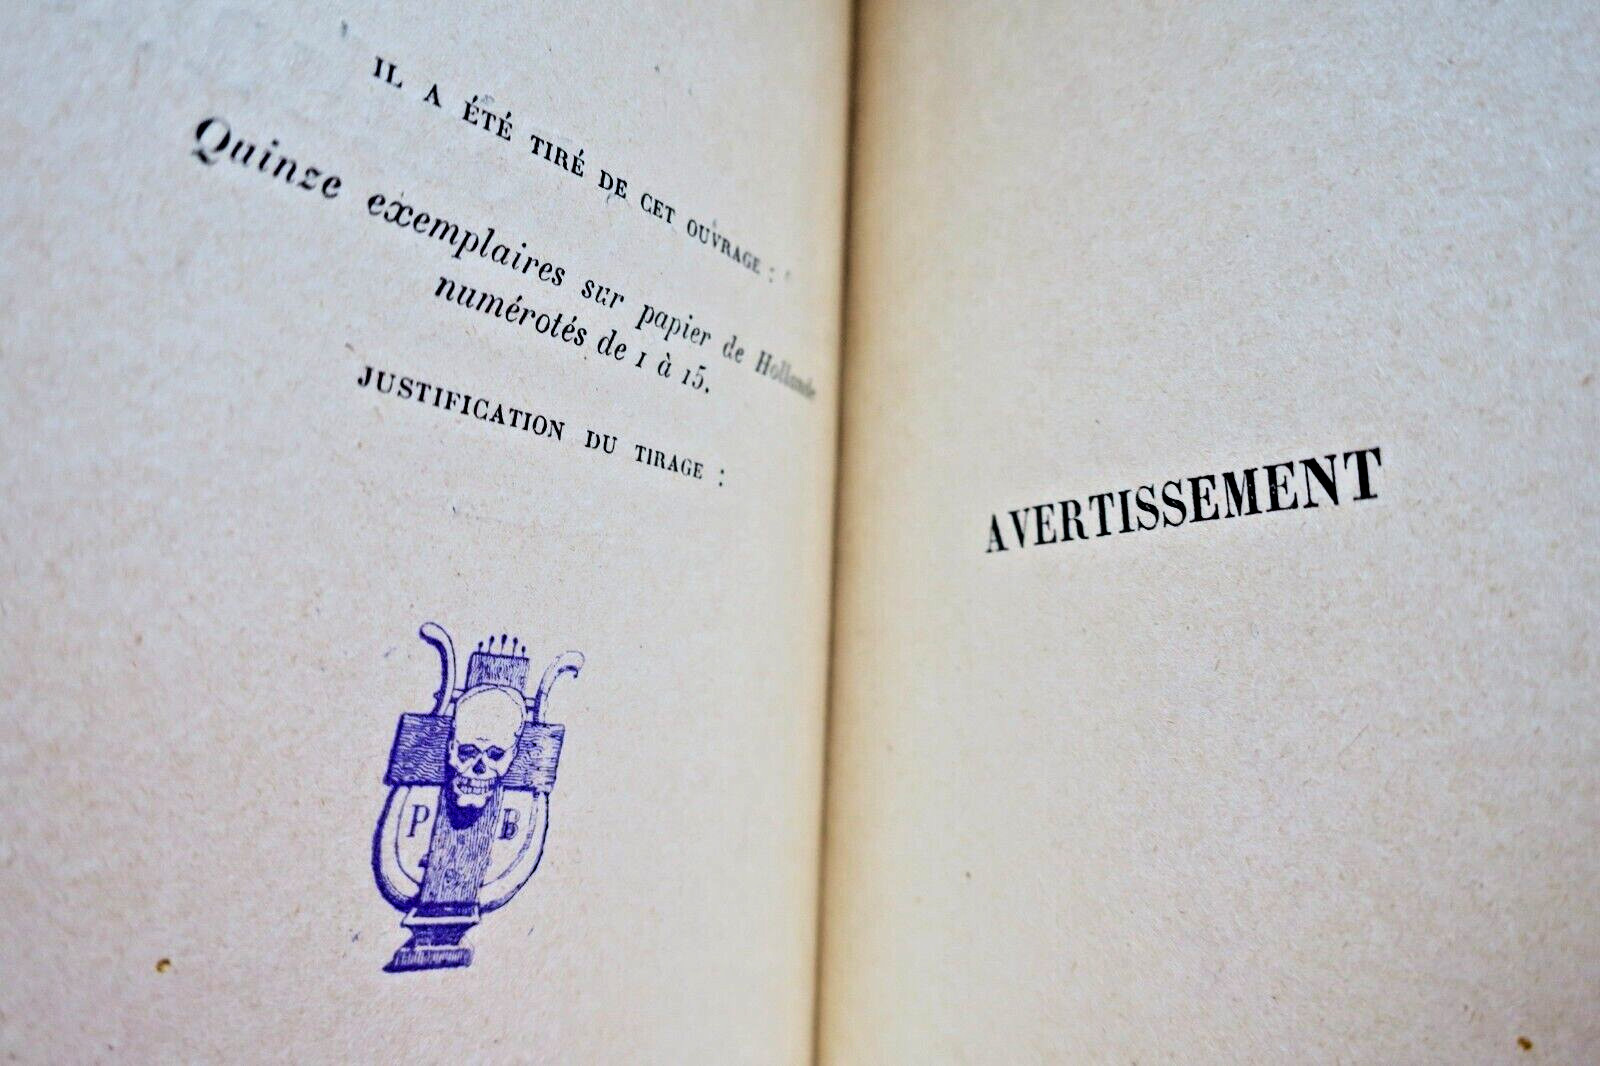 IL A ÉTÉ TIRÉ DE CET OUVRAGE :
Quinze exemplaires sur papier de Hollande
numérotés de 1 à 15.
JUSTIFICATION DU TIRAGE :
P B
AVERTISSEMENT